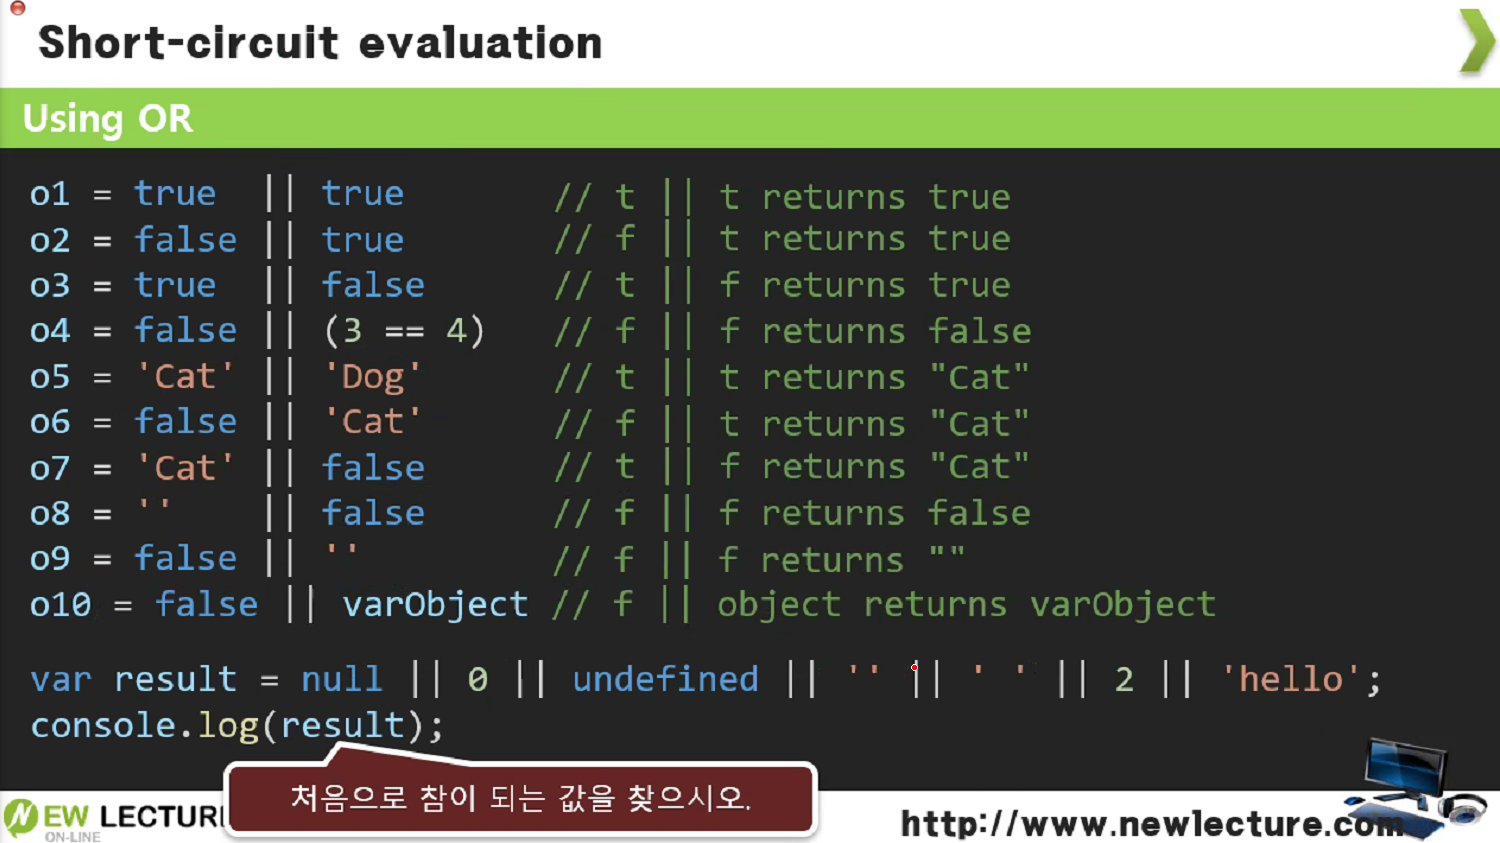 Short-circuit evaluation
Using OR
o1 = true || true // t || t returns true
o2 = false || true // f || t returns true
o3 = true || false // t || f returns true
o4 = false || (3 == 4) // f || f returns false
o5 = 'Cat' || 'Dog' // t || t returns "Cat"
o6 = false || 'Cat' // f || t returns "Cat"
o7 = 'Cat' || false // t || f returns "Cat"
o8 = '' || false // f || f returns false
o9 = false || '' // f || f returns ""
o10 = false || varObject // f || object returns varObject
var result = null || 0 || undefined || '' || ' ' || 2 || 'hello';
console.log(result);
처음으로 참이 되는 값을 찾으시오.
NEW LECTUR
ON-LINE
http://www.newlecture.com